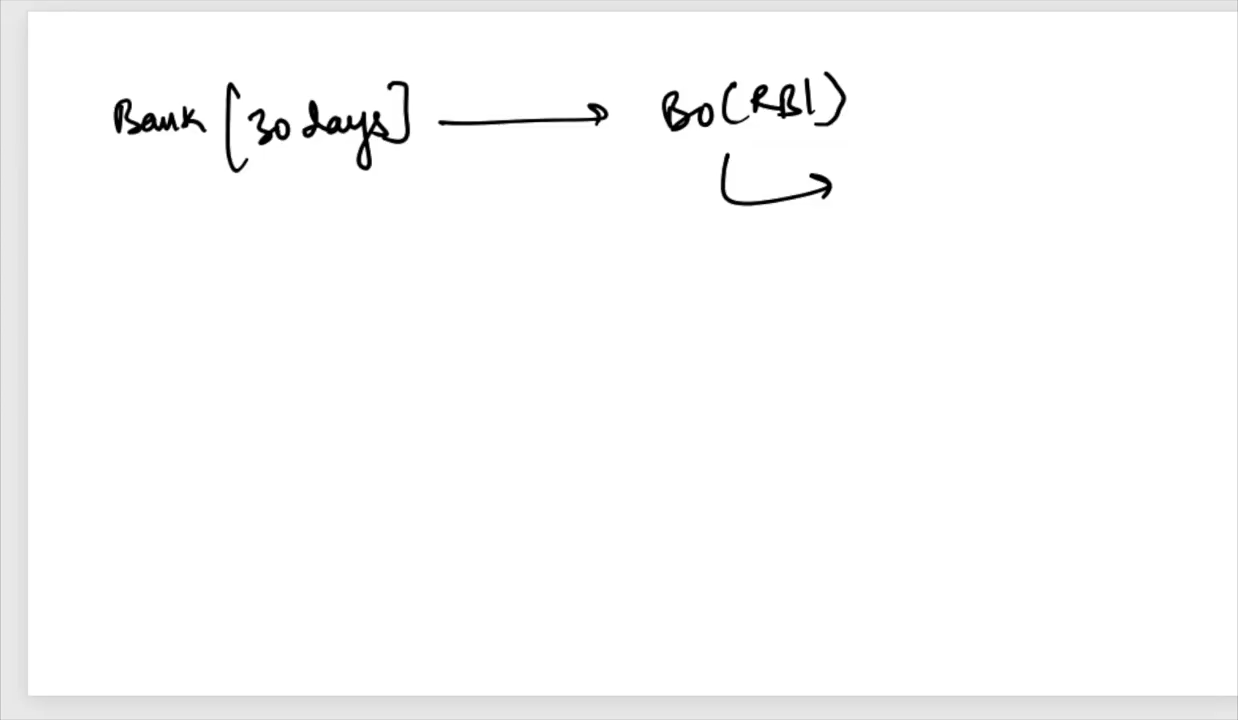 Bank [30 days] → BO (RBI)